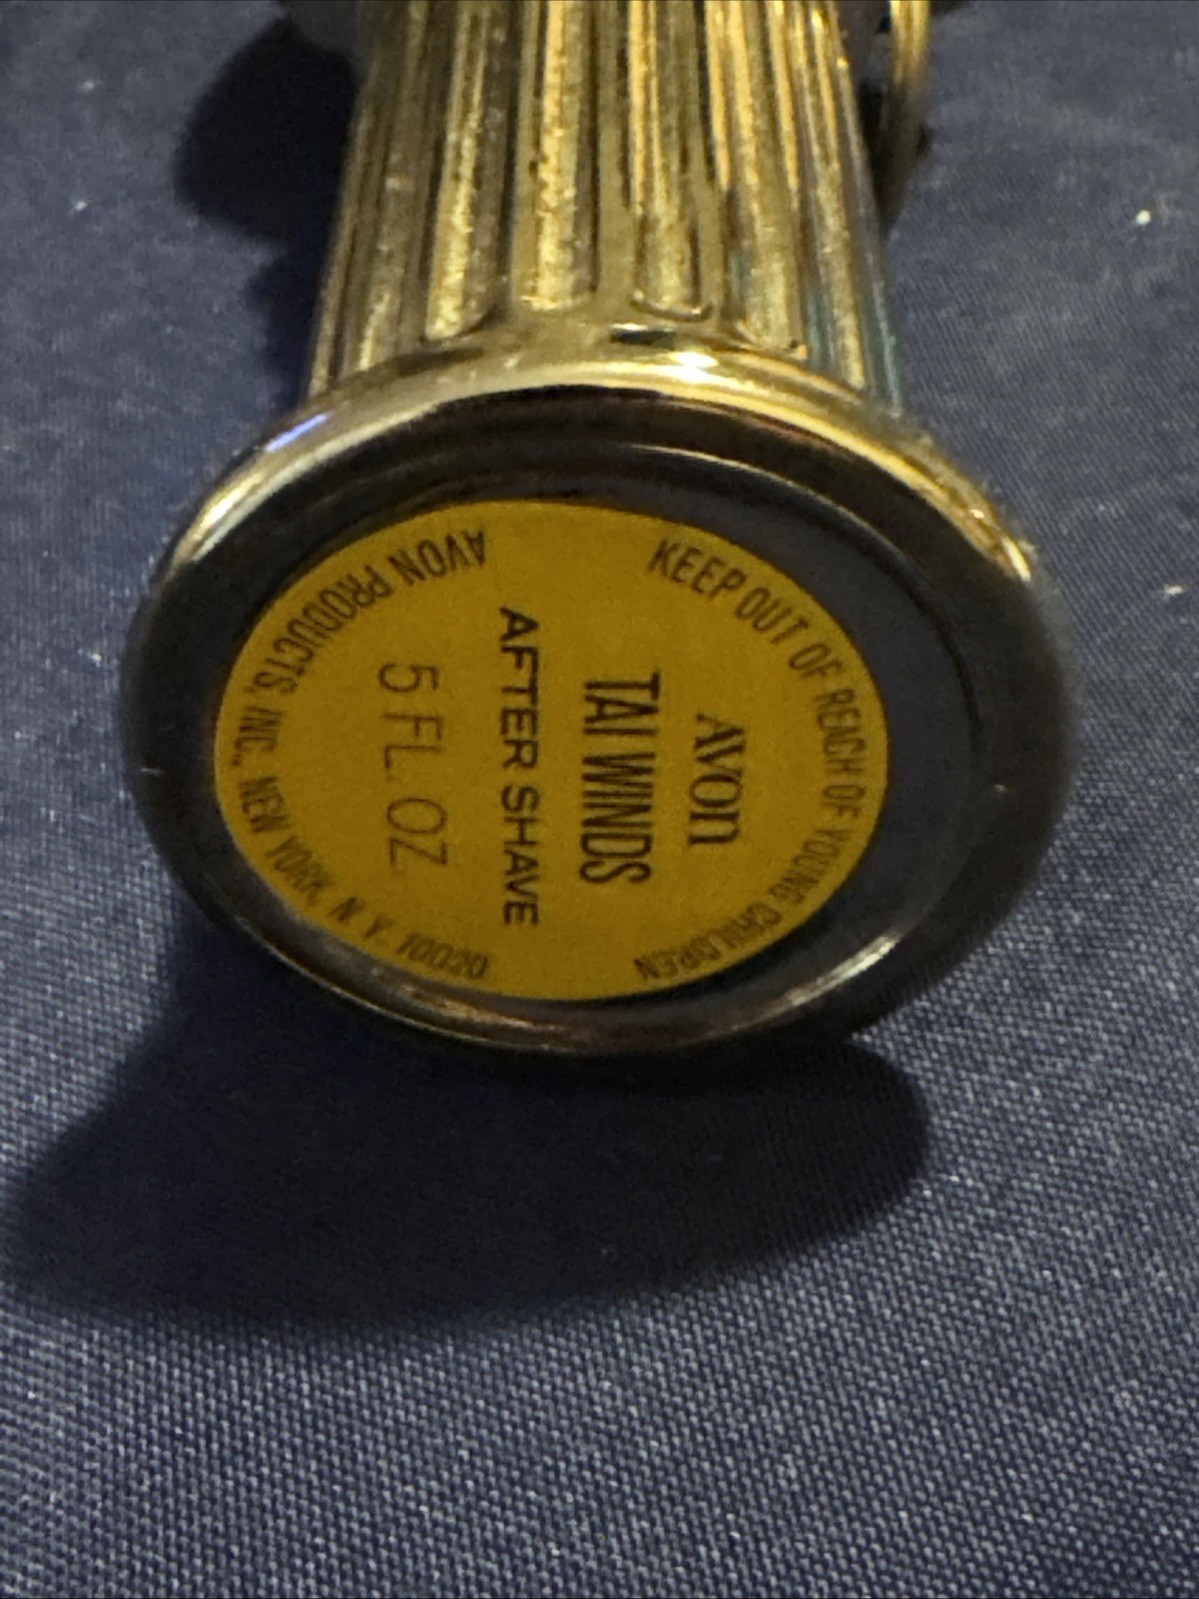 KEEP OUT OF REACH OF YOUNG CHILDREN
AVON
TAI WINDS
AFTER SHAVE
5 FL. OZ.
AVON PRODUCTS, INC., NEW YORK, N.Y. 10020